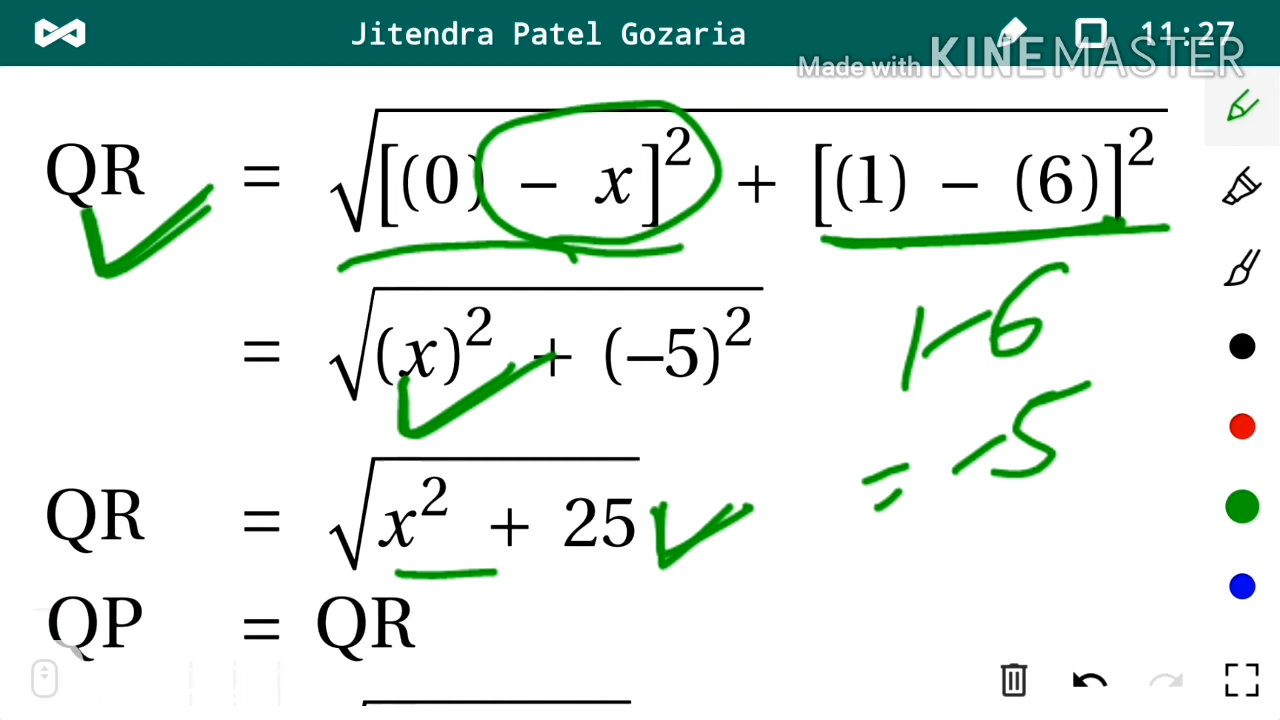 Jitendra Patel Gozaria
11:27
Made with KINEMASTER
QR = √[(0) – x]² + [(1) – (6)]²
= √(x)² + (–5)²
1-6
= -5
QR = √x² + 25
QP = QR